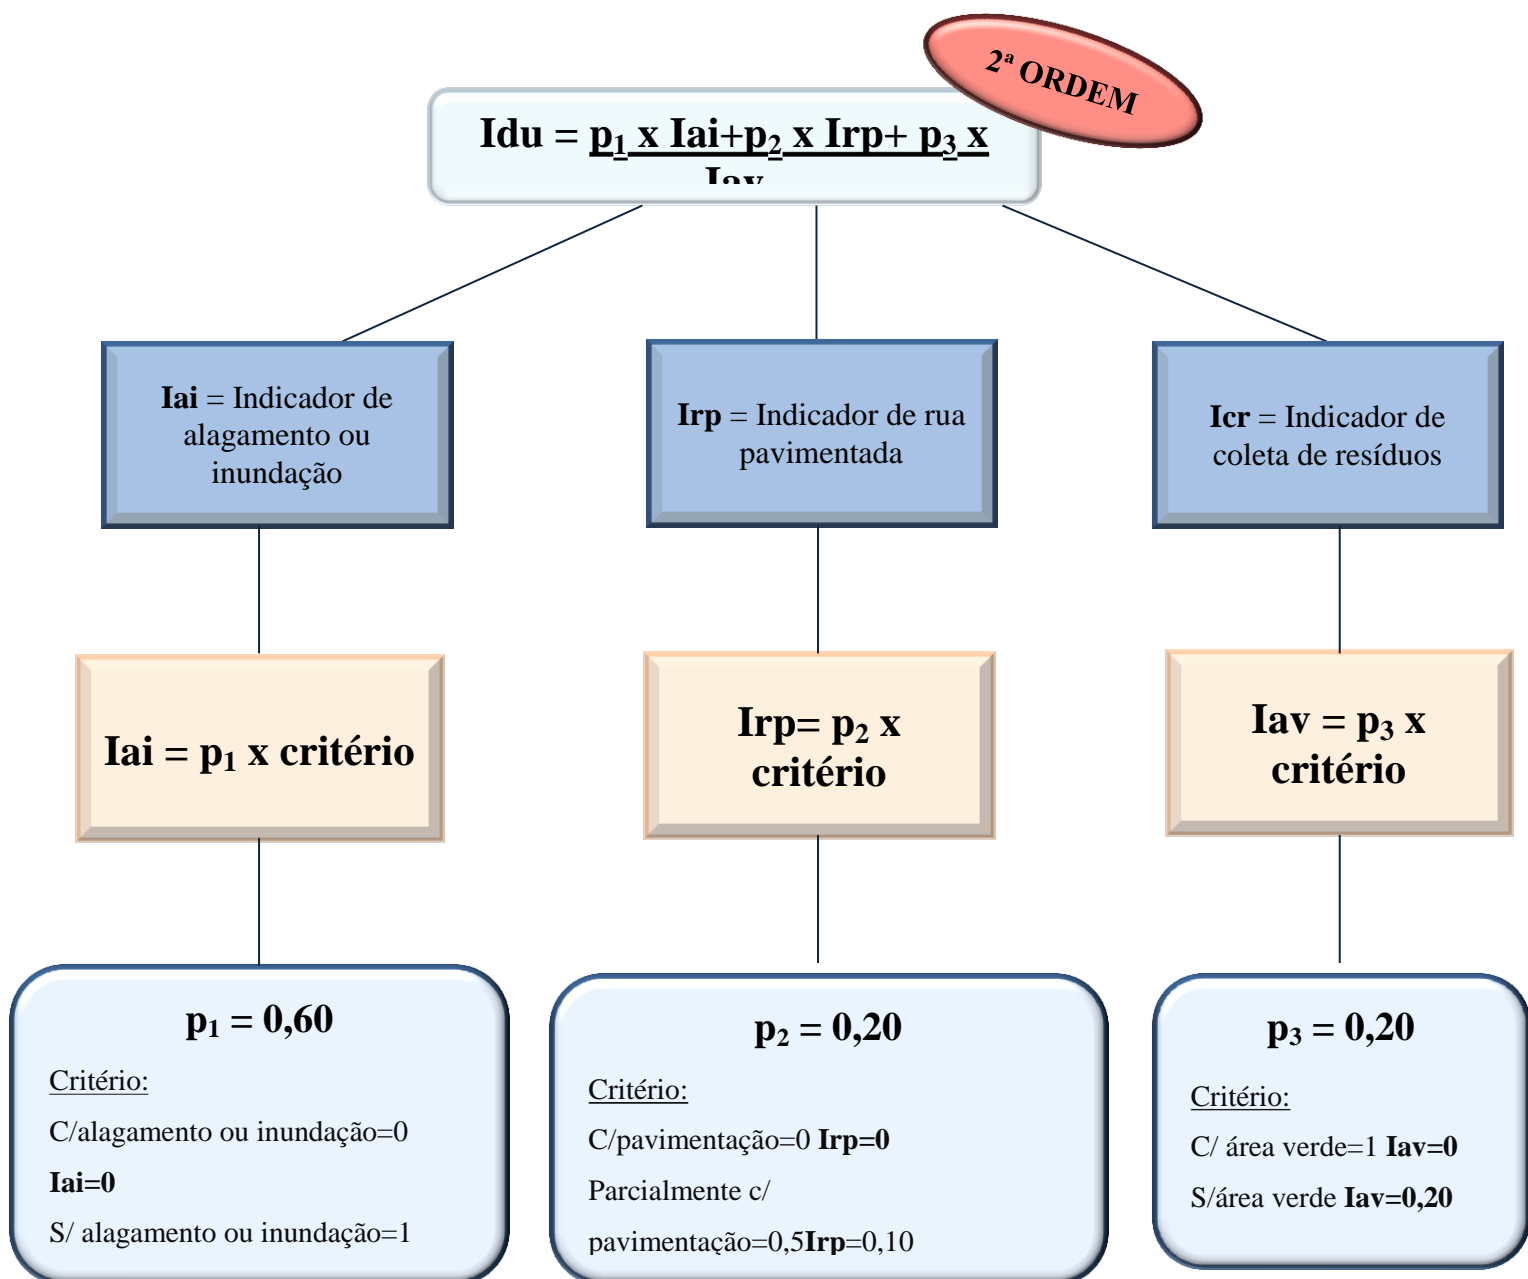 2ª ORDEM
Idu = p₁ x Iai+p₂ x Irp+ p₃ x
Iav
Iai = Indicador de
alagamento ou
inundação
Irp = Indicador de rua
pavimentada
Icr = Indicador de
coleta de resíduos
Iai = p₁ x critério
Irp= p₂ x
critério
Iav = p₃ x
critério
p₁ = 0,60
Critério:
C/alagamento ou inundação=0
Iai=0
S/ alagamento ou inundação=1
p₂ = 0,20
Critério:
C/pavimentação=0 Irp=0
Parcialmente c/
pavimentação=0,5Irp=0,10
p₃ = 0,20
Critério:
C/ área verde=1 Iav=0
S/área verde Iav=0,20